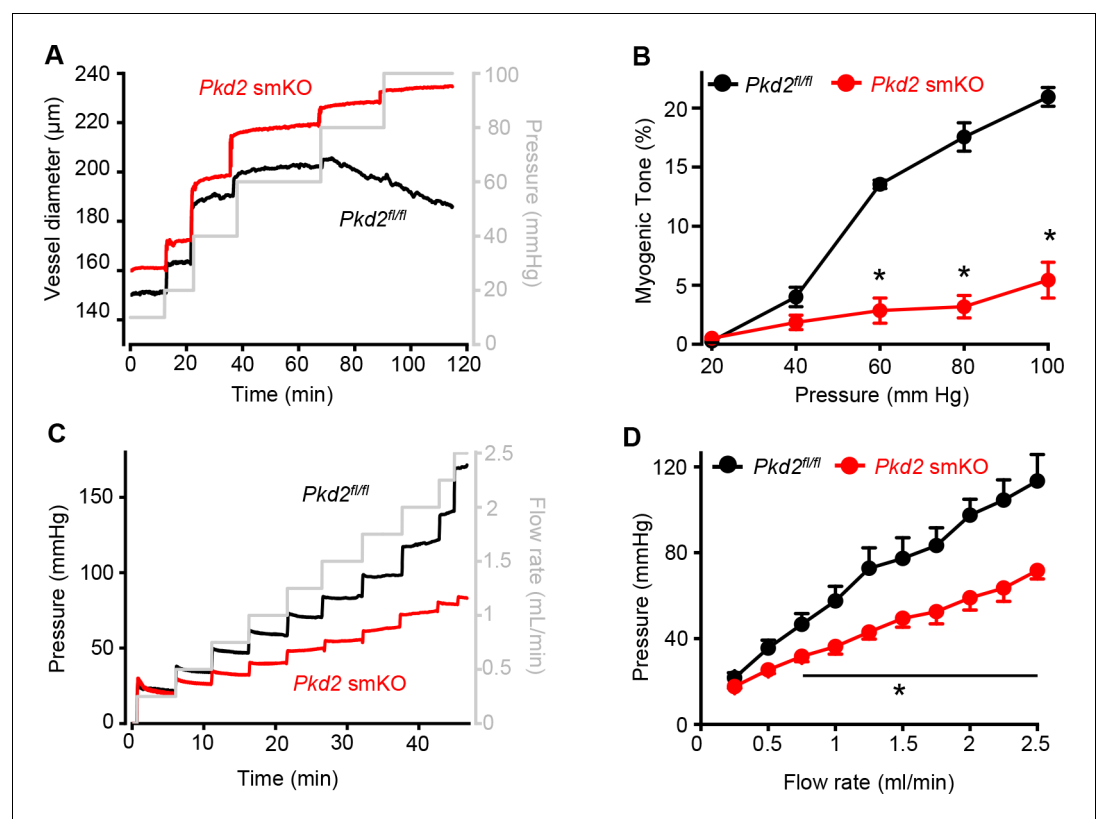 A
Pkd2 smKO
Pkd2fl/fl
240
220
200
180
160
140
Vessel diameter (µm)
100
80
60
40
20
0
Pressure (mmHg)
0 20 40 60 80 100 120
Time (min)
B
Pkd2fl/fl Pkd2 smKO
20
15
10
5
0
Myogenic Tone (%)
* * *
20 40 60 80 100
Pressure (mm Hg)
C
Pkd2fl/fl
Pkd2 smKO
150
100
50
0
Pressure (mmHg)
2.5
2
1.5
1
0.5
0
Flow rate (mL/min)
0 10 20 30 40
Time (min)
D
Pkd2fl/fl Pkd2 smKO
120
80
40
0
Pressure (mmHg)
*
0 0.5 1 1.5 2 2.5
Flow rate (ml/min)